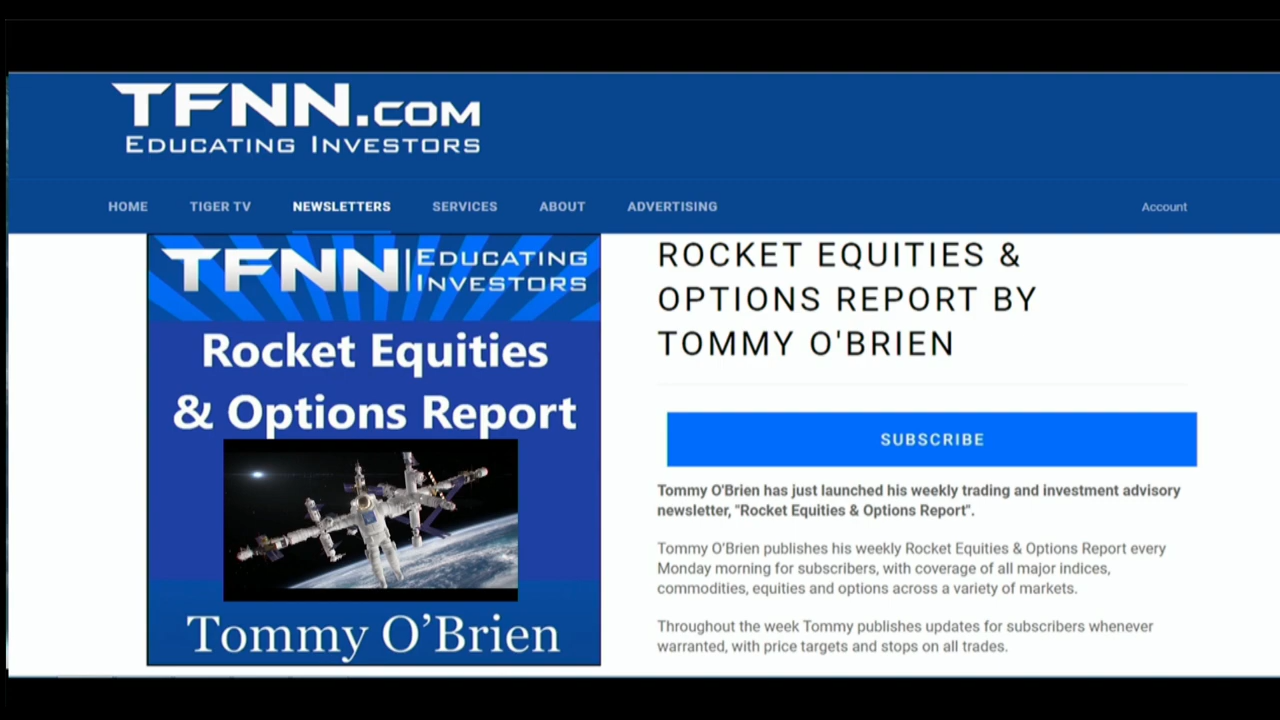 TFNN.COM
EDUCATING INVESTORS
HOME TIGER TV NEWSLETTERS SERVICES ABOUT ADVERTISING Account
TFNN EDUCATING
INVESTORS
Rocket Equities
& Options Report
Tommy O’Brien
ROCKET EQUITIES &
OPTIONS REPORT BY
TOMMY O'BRIEN
SUBSCRIBE
Tommy O'Brien has just launched his weekly trading and investment advisory
newsletter, "Rocket Equities & Options Report".
Tommy O’Brien publishes his weekly Rocket Equities & Options Report every
Monday morning for subscribers, with coverage of all major indices,
commodities, equities and options across a variety of markets.
Throughout the week Tommy publishes updates for subscribers whenever
warranted, with price targets and stops on all trades.